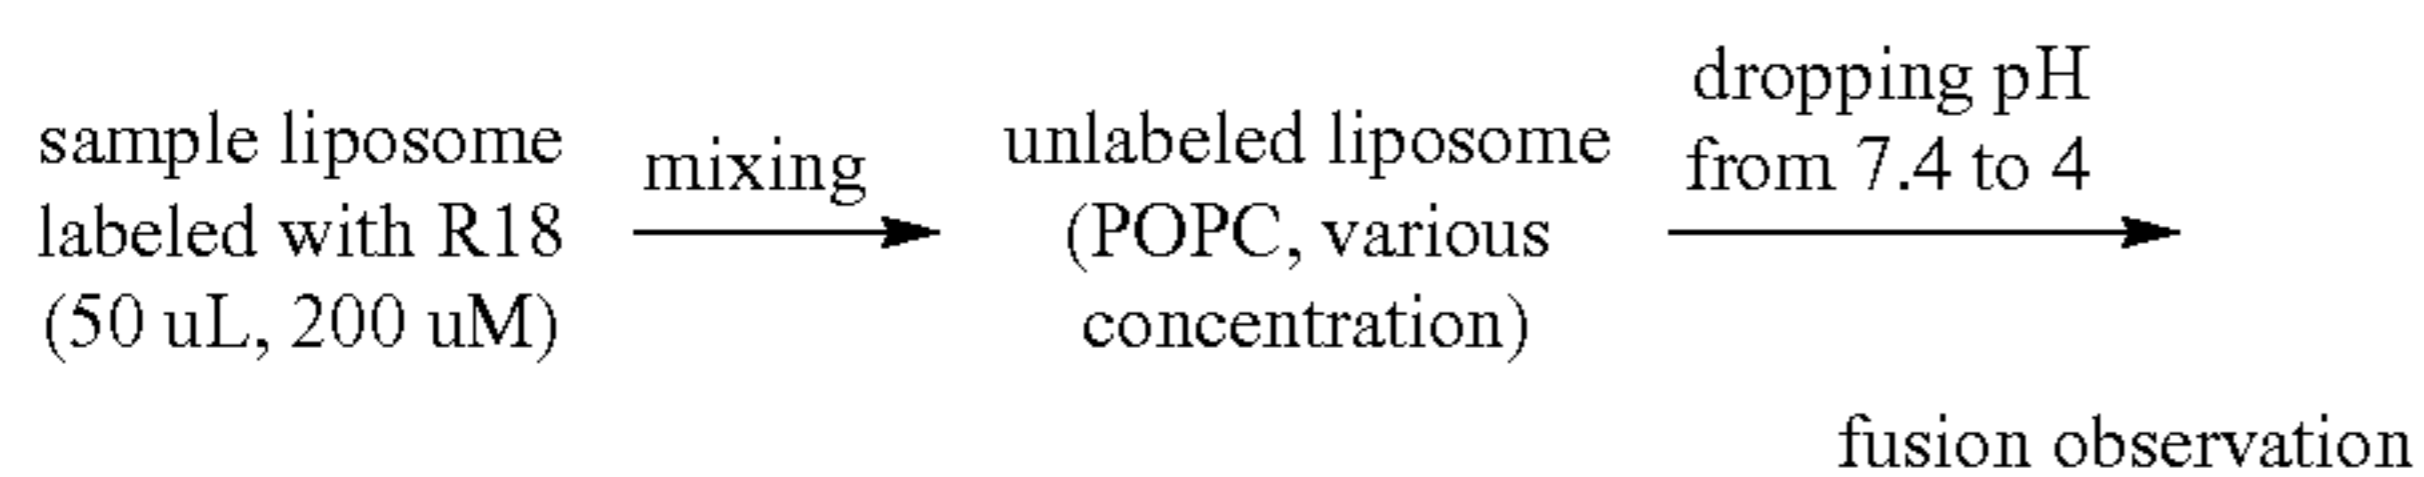 sample liposome
labeled with R18
(50 uL, 200 uM)
mixing
unlabeled liposome
(POPC, various
concentration)
dropping pH
from 7.4 to 4
fusion observation